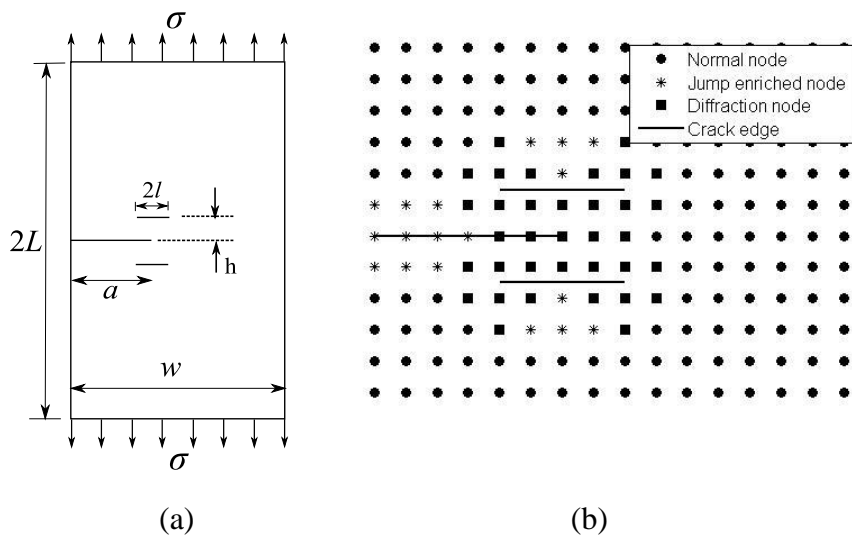 σ
2l
2L
h
a
w
σ
(a)
Normal node
Jump enriched node
Diffraction node
Crack edge
(b)